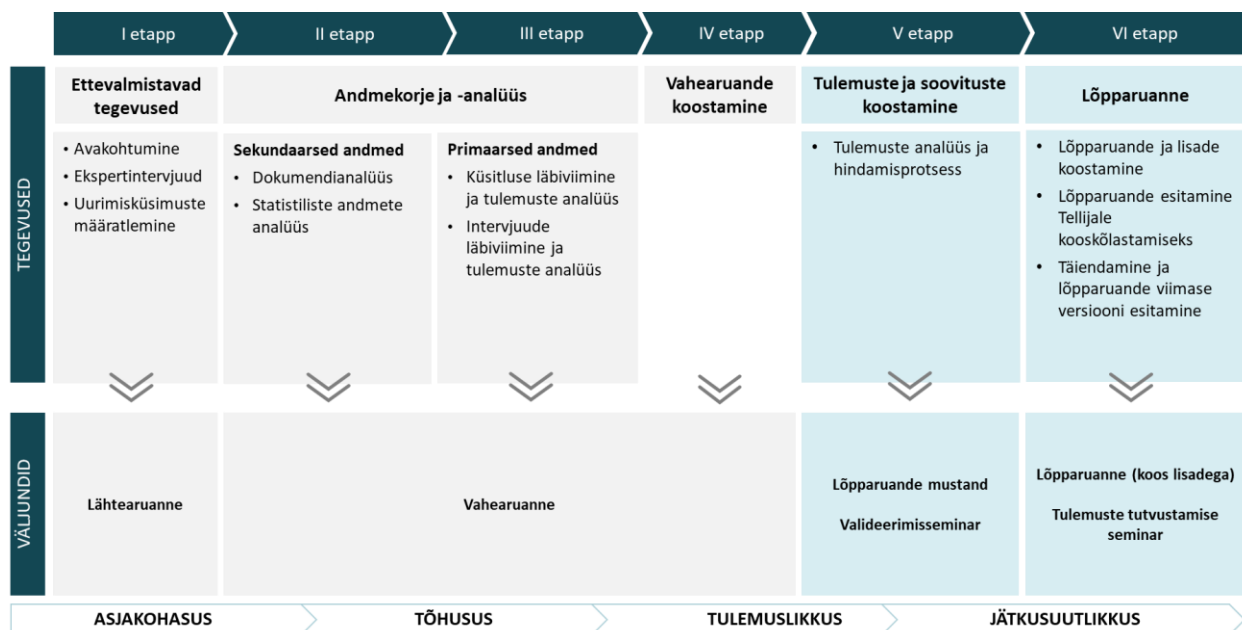 I etapp
II etapp
III etapp
IV etapp
V etapp
VI etapp
TEGEVUSED
Ettevalmistavad
tegevused
Andmekorje ja -analüüs
Vahearuande
koostamine
Tulemuste ja soovituste
koostamine
Lõpparuanne
• Avakohtumine
• Ekspertintervjuud
• Uurimisküsimuste
määratlemine
Sekundaarsed andmed
• Dokumendianalüüs
• Statistiliste andmete
analüüs
Primaarsed andmed
• Küsitluse läbiviimine
ja tulemuste analüüs
• Intervjuude
läbiviimine ja
tulemuste analüüs
• Tulemuste analüüs ja
hindamisprotsess
• Lõpparuande ja lisade
koostamine
• Lõpparuande esitamine
Tellijale
kooskõlastamiseks
• Täiendamine ja
lõpparuande viimase
versiooni esitamine
VÄLJUNDID
Lähtearuanne
Vahearuanne
Lõpparuande mustand
Valideerimisseminar
Lõpparuanne (koos lisadega)
Tulemuste tutvustamise
seminar
ASJAKOHASUS
TÕHUSUS
TULEMUSLIKKUS
JÄTKUSUUTLIKKUS